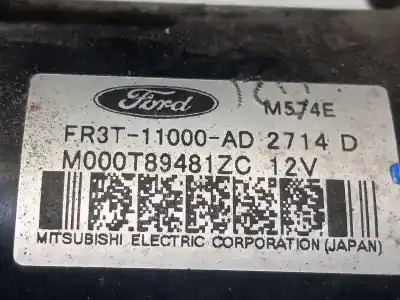 Ford
M574E
FR3T-11000-AD 2714 D
M000T89481ZC 12V
MITSUBISHI ELECTRIC CORPORATION (JAPAN)